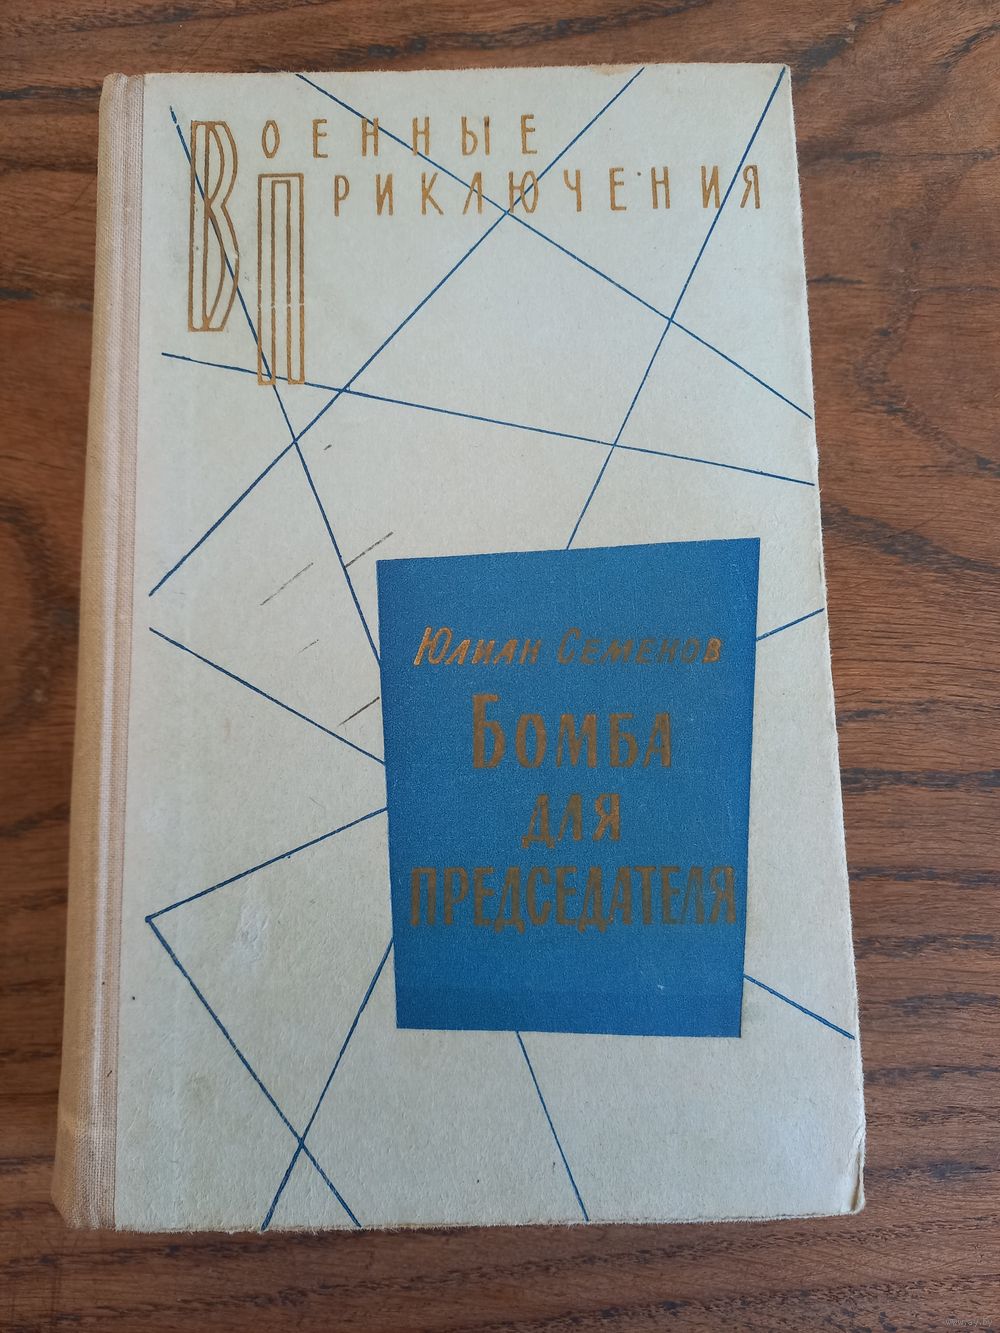 ВОЕННЫЕ
ПРИКЛЮЧЕНИЯ
Юлиан Семенов
Бомба
для
председателя